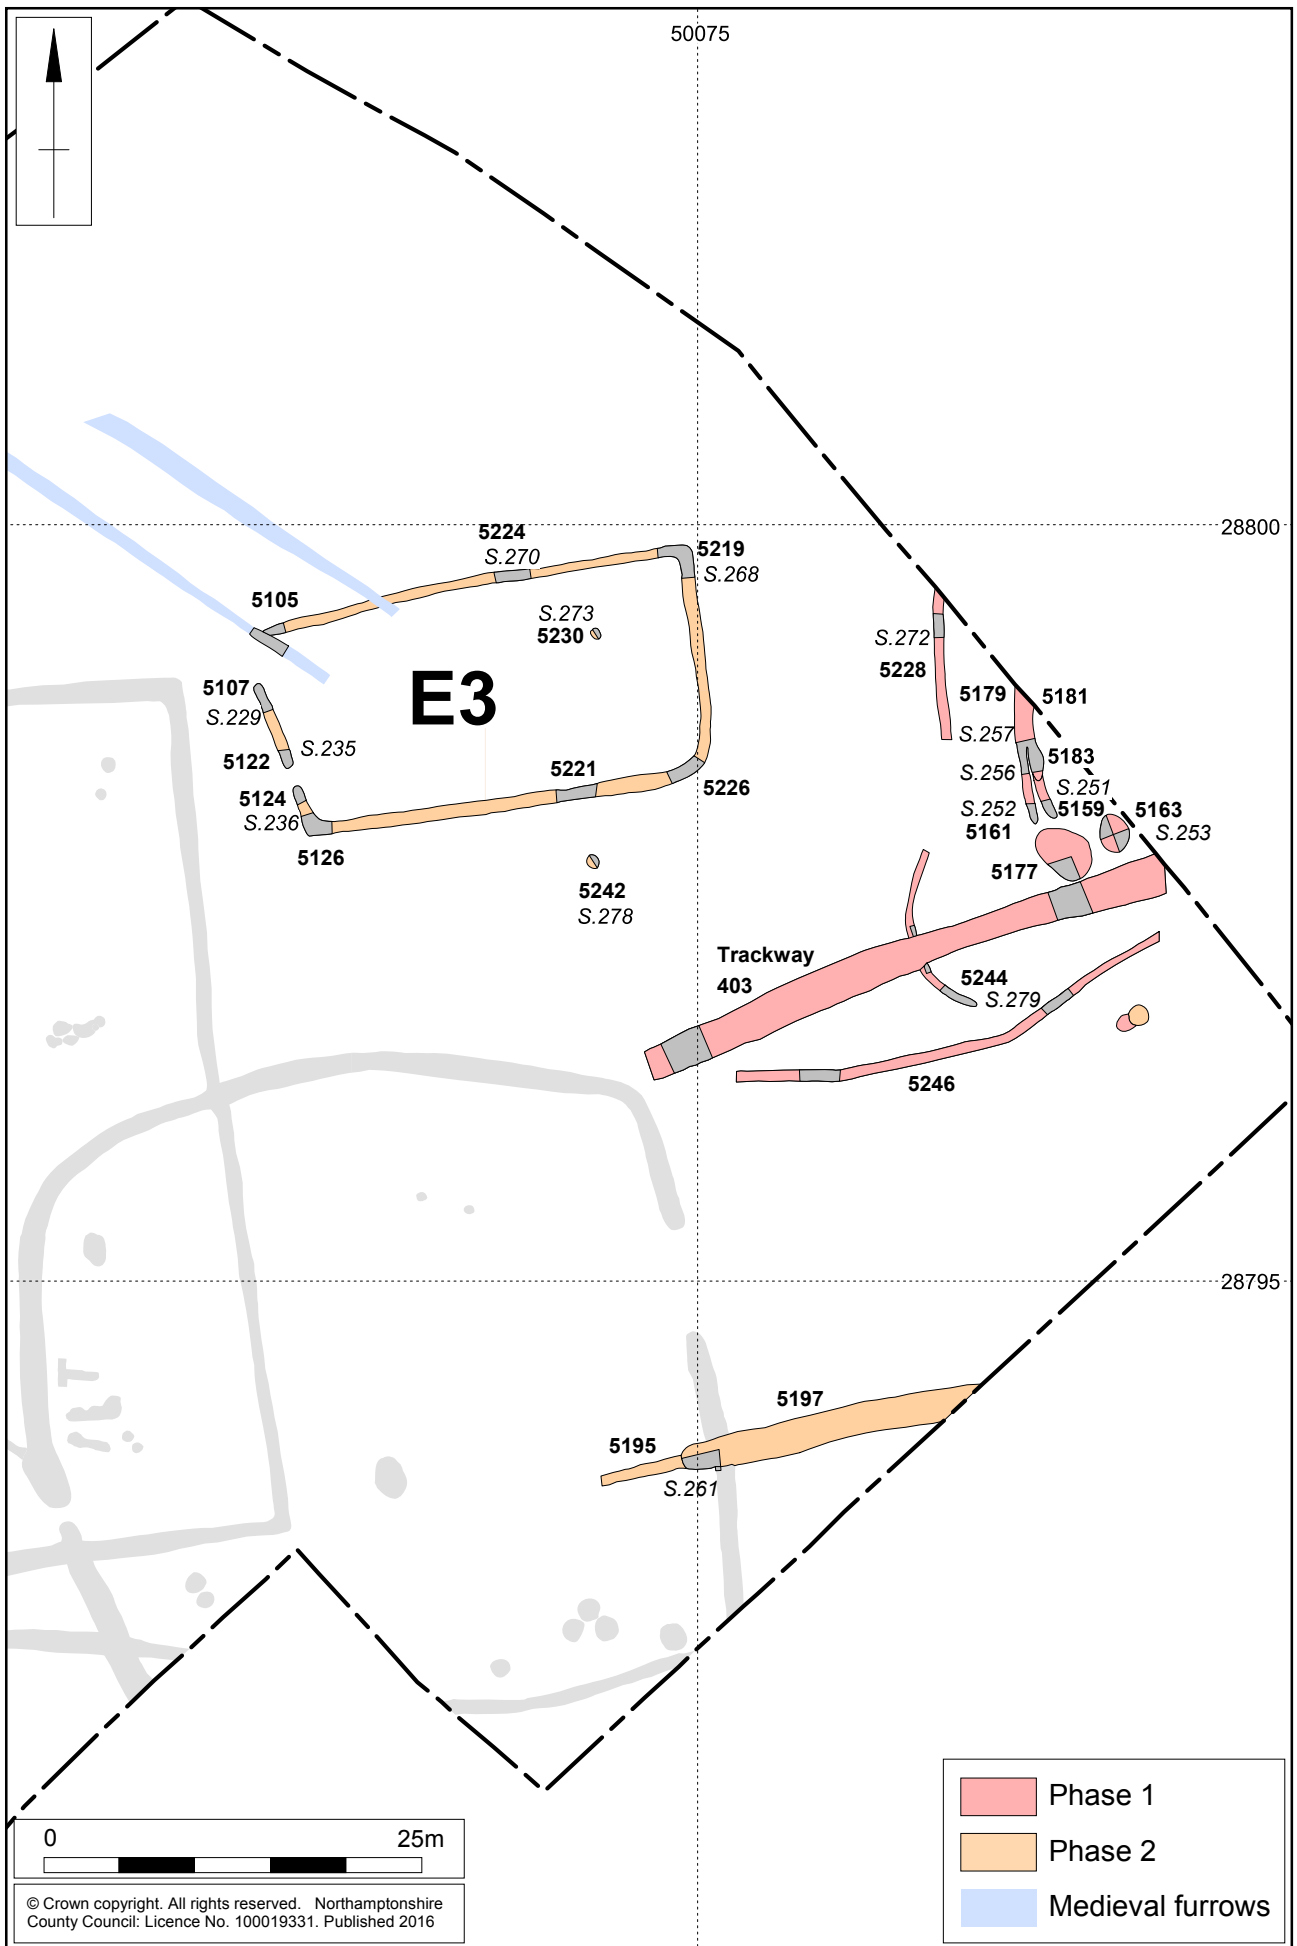 50075
28800
5224
S.270
5219
S.268
5105
S.273
5230
S.272
5228
E3
5107
S.229
S.235
5122
5179
5181
S.257
5183
S.256
S.251
5221
5226
5124
S.236
5126
S.252
5159
5163
5161
S.253
5177
5242
S.278
Trackway
403
5244
S.279
5246
28795
5197
5195
S.261
Phase 1
Phase 2
Medieval furrows
0 25m
© Crown copyright. All rights reserved. Northamptonshire
County Council: Licence No. 100019331. Published 2016